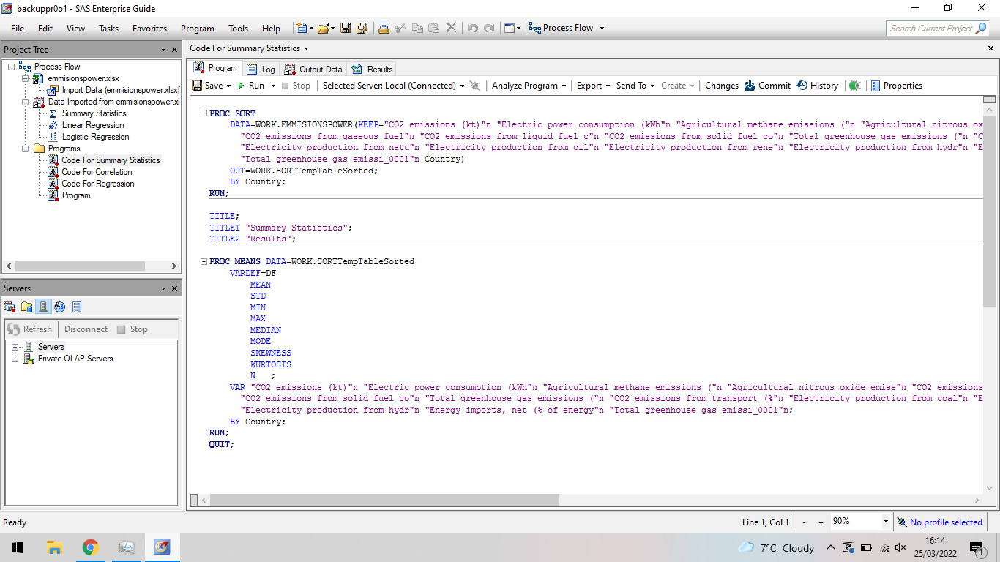 backuppr0o1 - SAS Enterprise Guide
File Edit View Tasks Favorites Program Tools Help Process Flow Search Current Project
Project Tree
Process Flow
emmisionspower.xlsx
Import Data (emmisionspower.xlsx[
Data Imported from emmisionspower.xl
Summary Statistics
Linear Regression
Logistic Regression
Programs
Code For Summary Statistics
Code For Correlation
Code For Regression
Program
Servers
Refresh Disconnect Stop
Servers
Private OLAP Servers
Code For Summary Statistics
Program Log Output Data Results
Save Run Stop Selected Server: Local (Connected) Analyze Program Export Send To Create Changes Commit History Properties
PROC SORT
DATA=WORK.EMMISIONSPOWER(KEEP="CO2 emissions (kt)"n "Electric power consumption (kWh"n "Agricultural methane emissions ("n "Agricultural nitrous ox
"CO2 emissions from gaseous fuel"n "CO2 emissions from liquid fuel c"n "CO2 emissions from solid fuel co"n "Total greenhouse gas emissions ("n "C
"Electricity production from natu"n "Electricity production from oil"n "Electricity production from rene"n "Electricity production from hydr"n "E
"Total greenhouse gas emissi_0001"n Country)
OUT=WORK.SORTTempTableSorted;
BY Country;
RUN;
TITLE;
TITLE1 "Summary Statistics";
TITLE2 "Results";
PROC MEANS DATA=WORK.SORTTempTableSorted
VARDEF=DF
MEAN
STD
MIN
MAX
MEDIAN
MODE
SKEWNESS
KURTOSIS
N ;
VAR "CO2 emissions (kt)"n "Electric power consumption (kWh"n "Agricultural methane emissions ("n "Agricultural nitrous oxide emiss"n "CO2 emissions
"CO2 emissions from solid fuel co"n "Total greenhouse gas emissions ("n "CO2 emissions from transport (%"n "Electricity production from coal"n "E
"Electricity production from hydr"n "Energy imports, net (% of energy"n "Total greenhouse gas emissi_0001"n;
BY Country;
RUN;
QUIT;
Ready Line 1, Col 1 - + 90% No profile selected
7°C Cloudy
16:14
25/03/2022
1